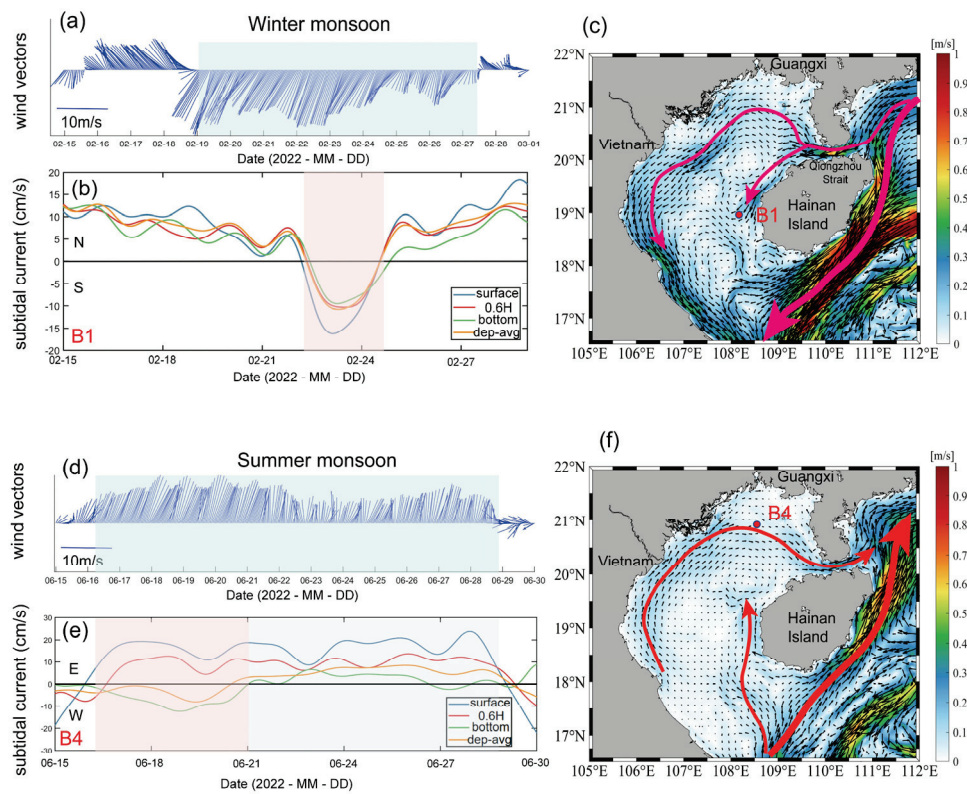 Winter monsoon
(a)
wind vectors
10m/s
02-15 02-16 02-17 02-18 02-19 02-20 02-21 02-22 02-23 02-24 02-25 02-26 02-28 03-01
Date (2022 - MM - DD)
(b)
subtidal current (cm/s)
20
15
10
5
0
-5
-10
-15
-20
N
S
B1
surface
0.6H
bottom
dep-avg
02-15 02-18 02-21 02-24 02-27
Date (2022 - MM - DD)
(c)
[m/s]
22°N
21°N
20°N
19°N
18°N
17°N
Guangxi
Vietnam
Qiongzhou
Strait
Hainan
Island
B1
105°E 106°E 107°E 108°E 109°E 110°E 111°E 112°E
1
0.9
0.8
0.7
0.6
0.5
0.4
0.3
0.2
0.1
0
Summer monsoon
(d)
wind vectors
10m/s
06-15 06-16 06-17 06-18 06-19 06-20 06-21 06-22 06-23 06-24 06-25 06-26 06-27 06-29 06-30
Date (2022 - MM - DD)
(e)
subtidal current (cm/s)
30
20
10
0
-10
-20
-30
E
W
B4
surface
0.6H
bottom
dep-avg
06-15 06-18 06-21 06-24 06-27 06-30
Date (2022 - MM - DD)
(f)
[m/s]
22°N
21°N
20°N
19°N
18°N
17°N
Guangxi
B4
Vietnam
Hainan
Island
105°E 106°E 107°E 108°E 109°E 110°E 111°E 112°E
1
0.9
0.8
0.7
0.6
0.5
0.4
0.3
0.2
0.1
0